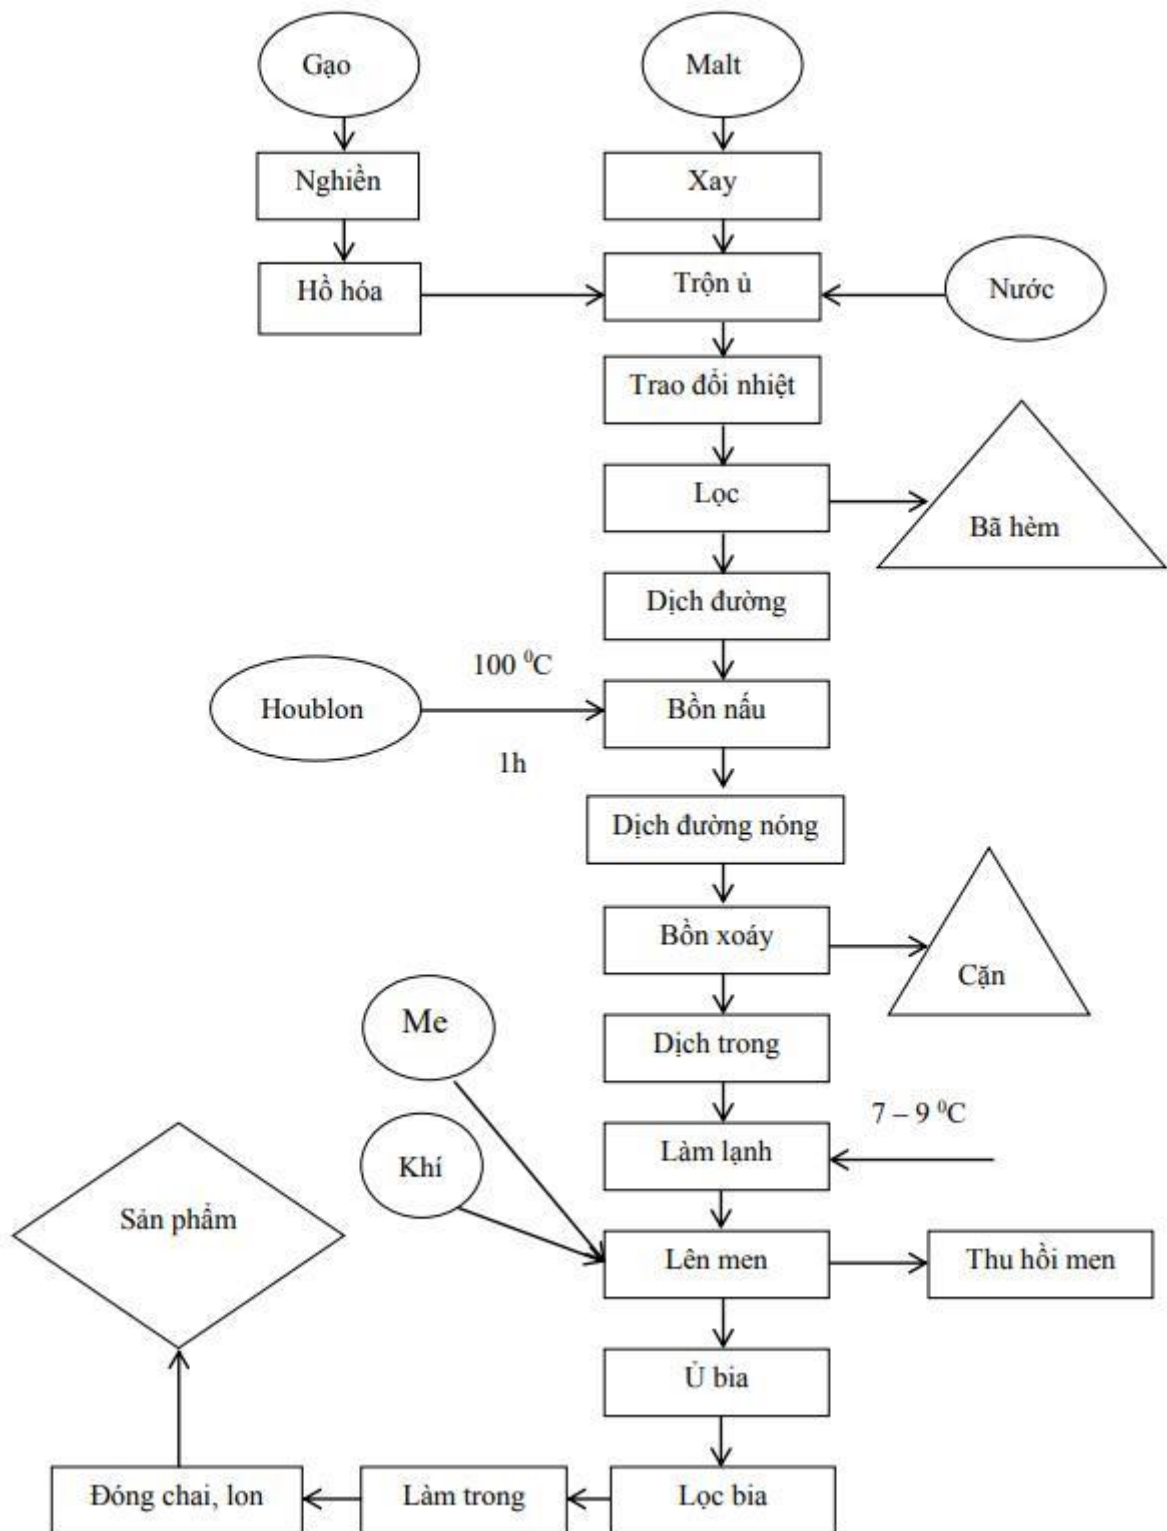 Gạo
Malt
Nghiền
Xay
Hồ hóa
Trộn ủ
Nước
Trao đổi nhiệt
Lọc
Bã hèm
Dịch đường
100 ⁰C
Houblon
Bồn nấu
1h
Dịch đường nóng
Bồn xoáy
Cặn
Me
Dịch trong
7 – 9 ⁰C
Khí
Làm lạnh
Sản phẩm
Lên men
Thu hồi men
Ủ bia
Đóng chai, lon
Làm trong
Lọc bia